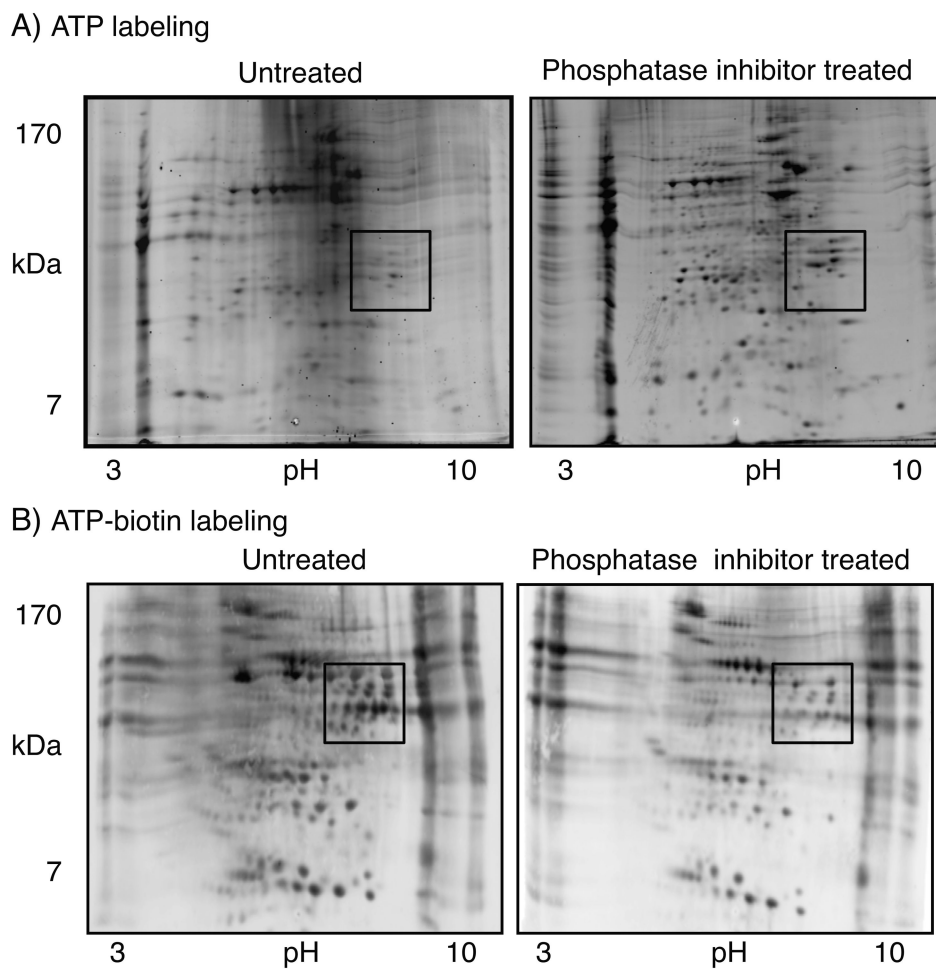 A) ATP labeling
Untreated
Phosphatase inhibitor treated
170
kDa
7
3 pH 10
3 pH 10
B) ATP-biotin labeling
Untreated
Phosphatase inhibitor treated
170
kDa
7
3 pH 10
3 pH 10